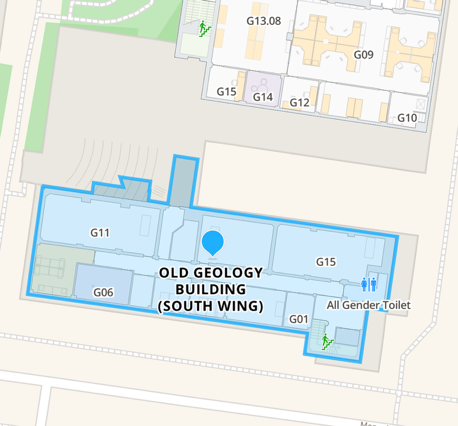 G13.08
G09
G15
G14
G12
G10
G11
G15
OLD GEOLOGY
BUILDING
(SOUTH WING)
G06
All Gender Toilet
G01